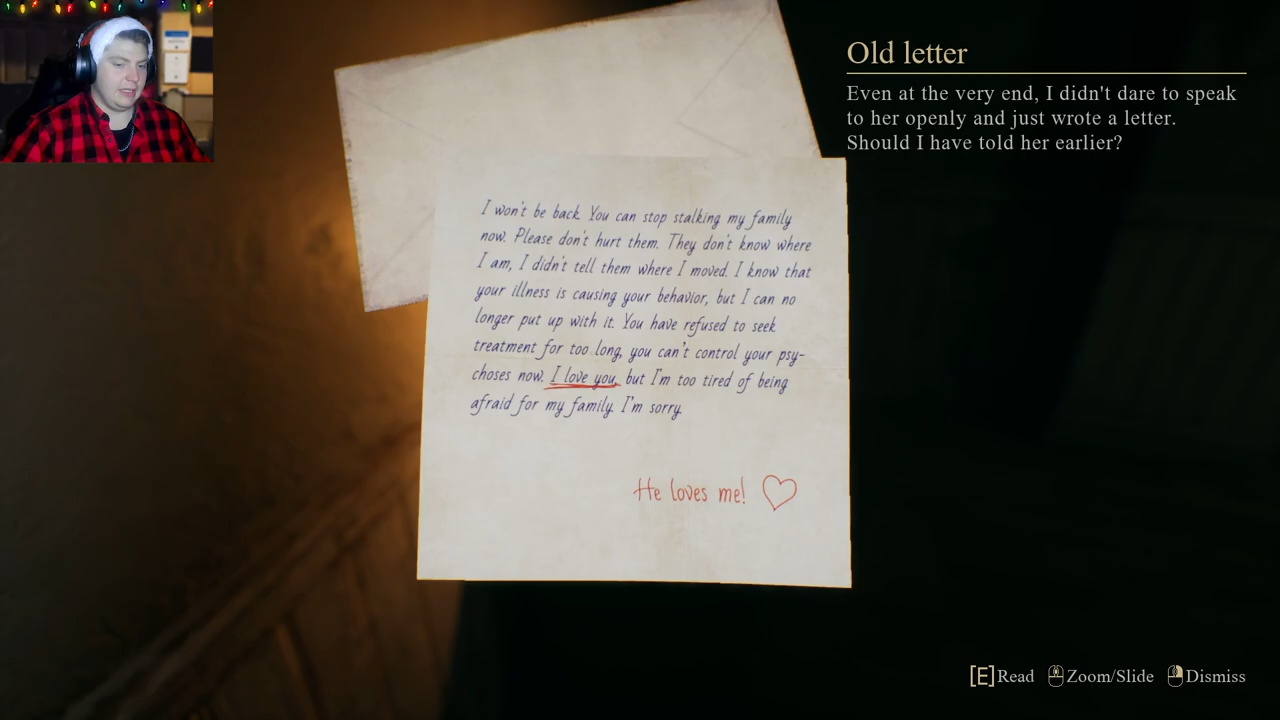 Old letter
Even at the very end, I didn't dare to speak
to her openly and just wrote a letter.
Should I have told her earlier?
I won't be back. You can stop stalking my family
now. Please don't hurt them. They don't know where
I am, I didn't tell them where I moved. I know that
your illness is causing your behavior, but I can no
longer put up with it. You have refused to seek
treatment for too long, you can't control your psy-
choses now. I love you, but I'm too tired of being
afraid for my family. I'm sorry.
He loves me!
[E]Read Zoom/Slide Dismiss